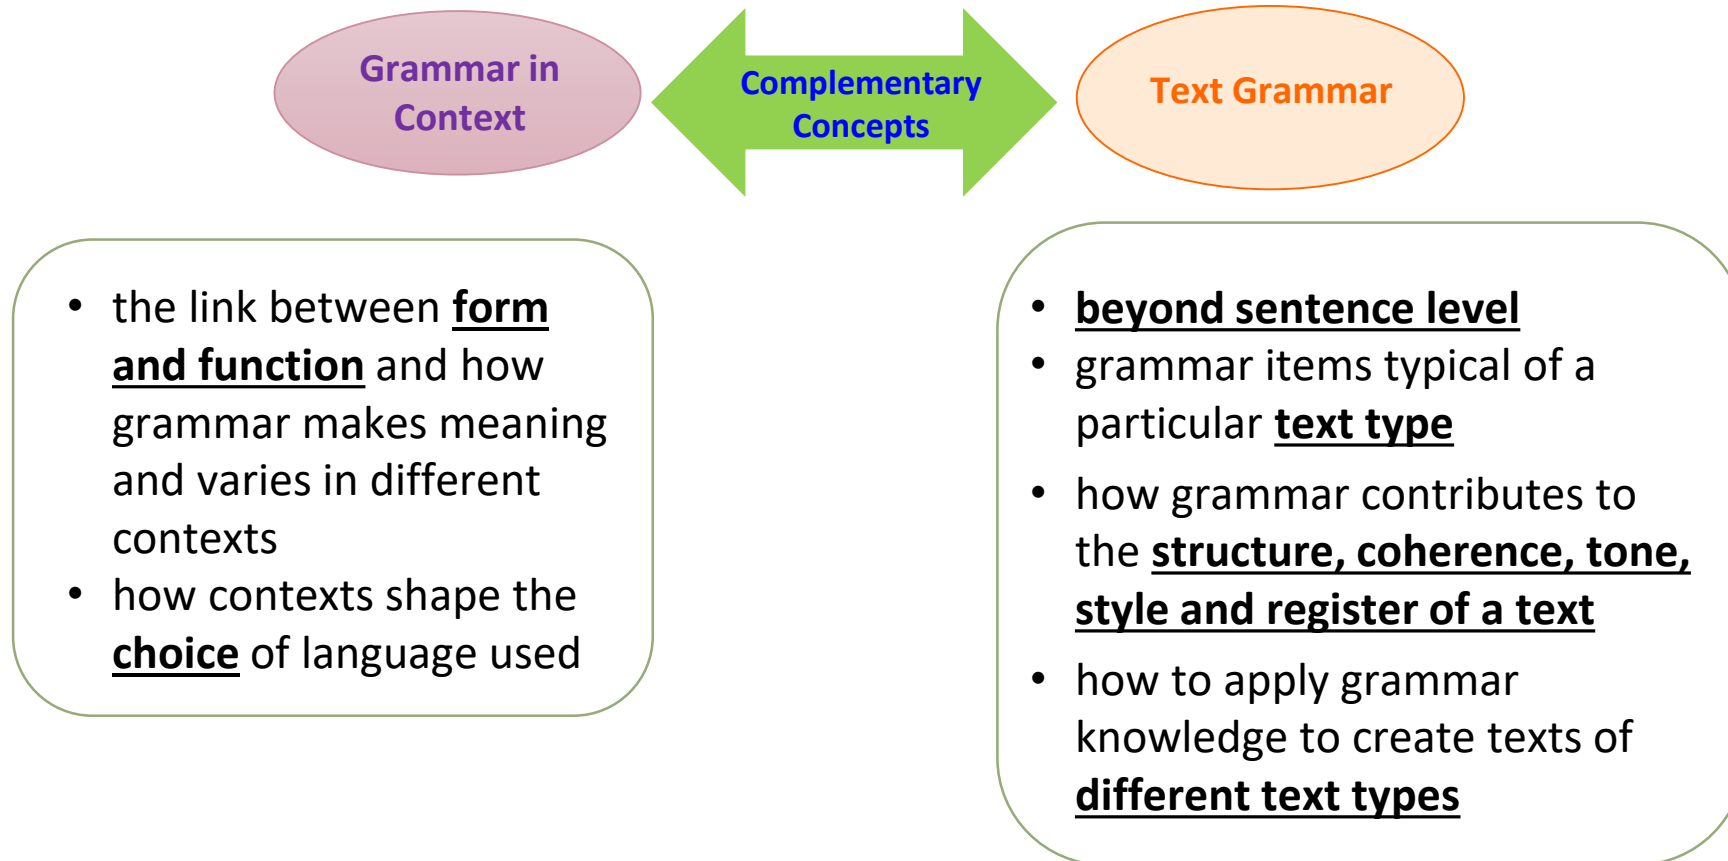 Grammar in
Context
Complementary
Concepts
Text Grammar
• the link between form
and function and how
grammar makes meaning
and varies in different
contexts
• how contexts shape the
choice of language used
• beyond sentence level
• grammar items typical of a
particular text type
• how grammar contributes to
the structure, coherence, tone,
style and register of a text
• how to apply grammar
knowledge to create texts of
different text types